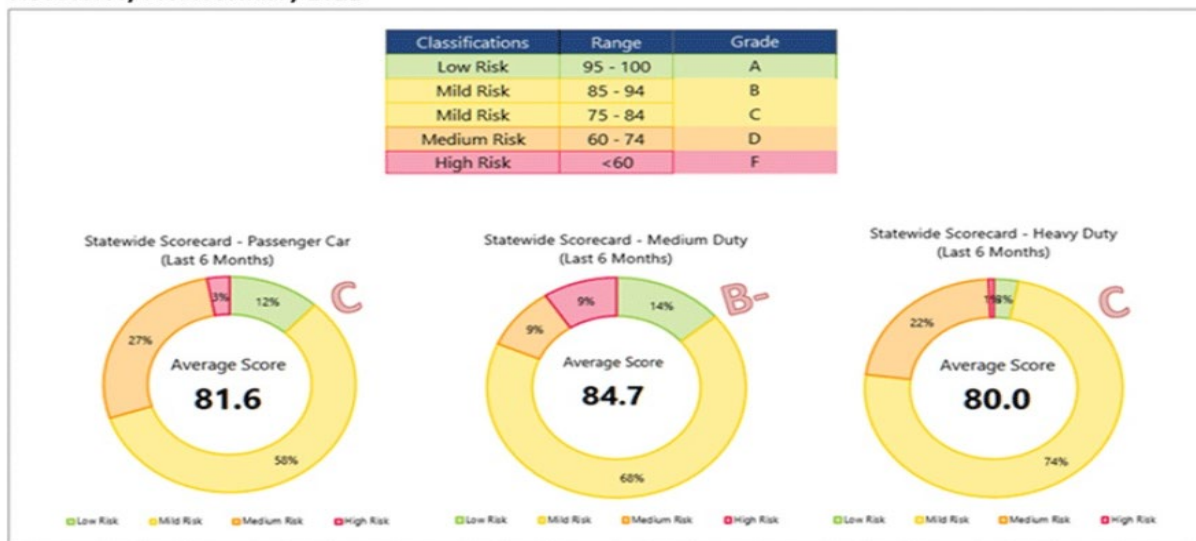 Classifications Range Grade
Low Risk 95 - 100 A
Mild Risk 85 - 94 B
Mild Risk 75 - 84 C
Medium Risk 60 - 74 D
High Risk <60 F
Statewide Scorecard - Passenger Car
(Last 6 Months)
C
3%
12%
27%
58%
Average Score
81.6
Low Risk Mild Risk Medium Risk High Risk
Statewide Scorecard - Medium Duty
(Last 6 Months)
B-
9%
14%
9%
68%
Average Score
84.7
Low Risk Mild Risk Medium Risk High Risk
Statewide Scorecard - Heavy Duty
(Last 6 Months)
C
22%
74%
Average Score
80.0
Low Risk Mild Risk Medium Risk High Risk